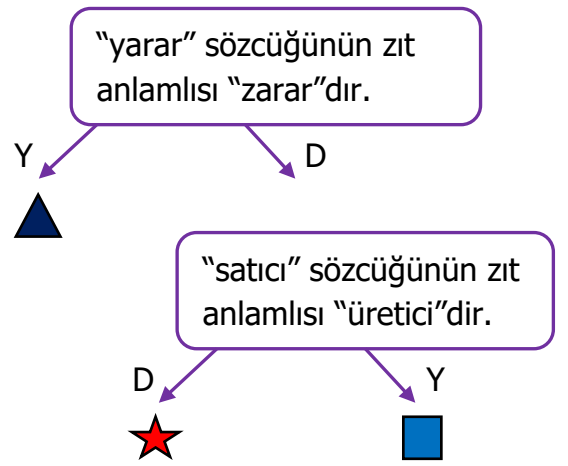 “yarar” sözcüğünün zıt
anlamlısı “zarar”dır.
Y D
“satıcı” sözcüğünün zıt
anlamlısı “üretici”dir.
D Y